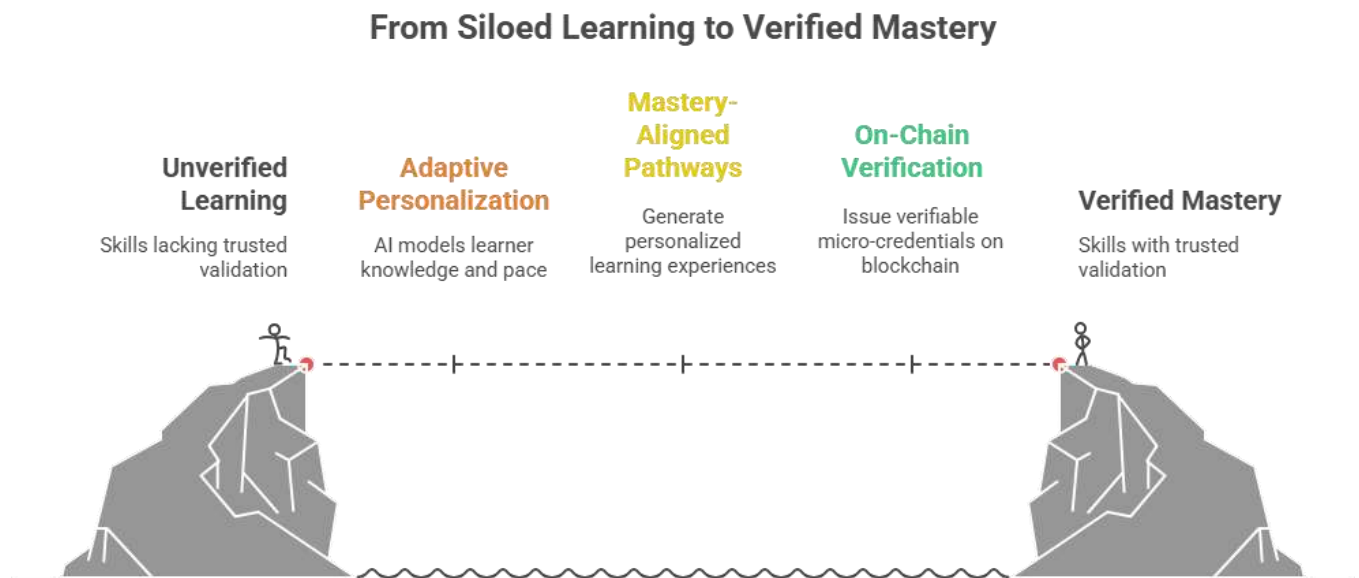 From Siloed Learning to Verified Mastery
Unverified
Learning
Skills lacking trusted
validation
Adaptive
Personalization
AI models learner
knowledge and pace
Mastery-
Aligned
Pathways
Generate
personalized
learning experiences
On-Chain
Verification
Issue verifiable
micro-credentials on
blockchain
Verified Mastery
Skills with trusted
validation